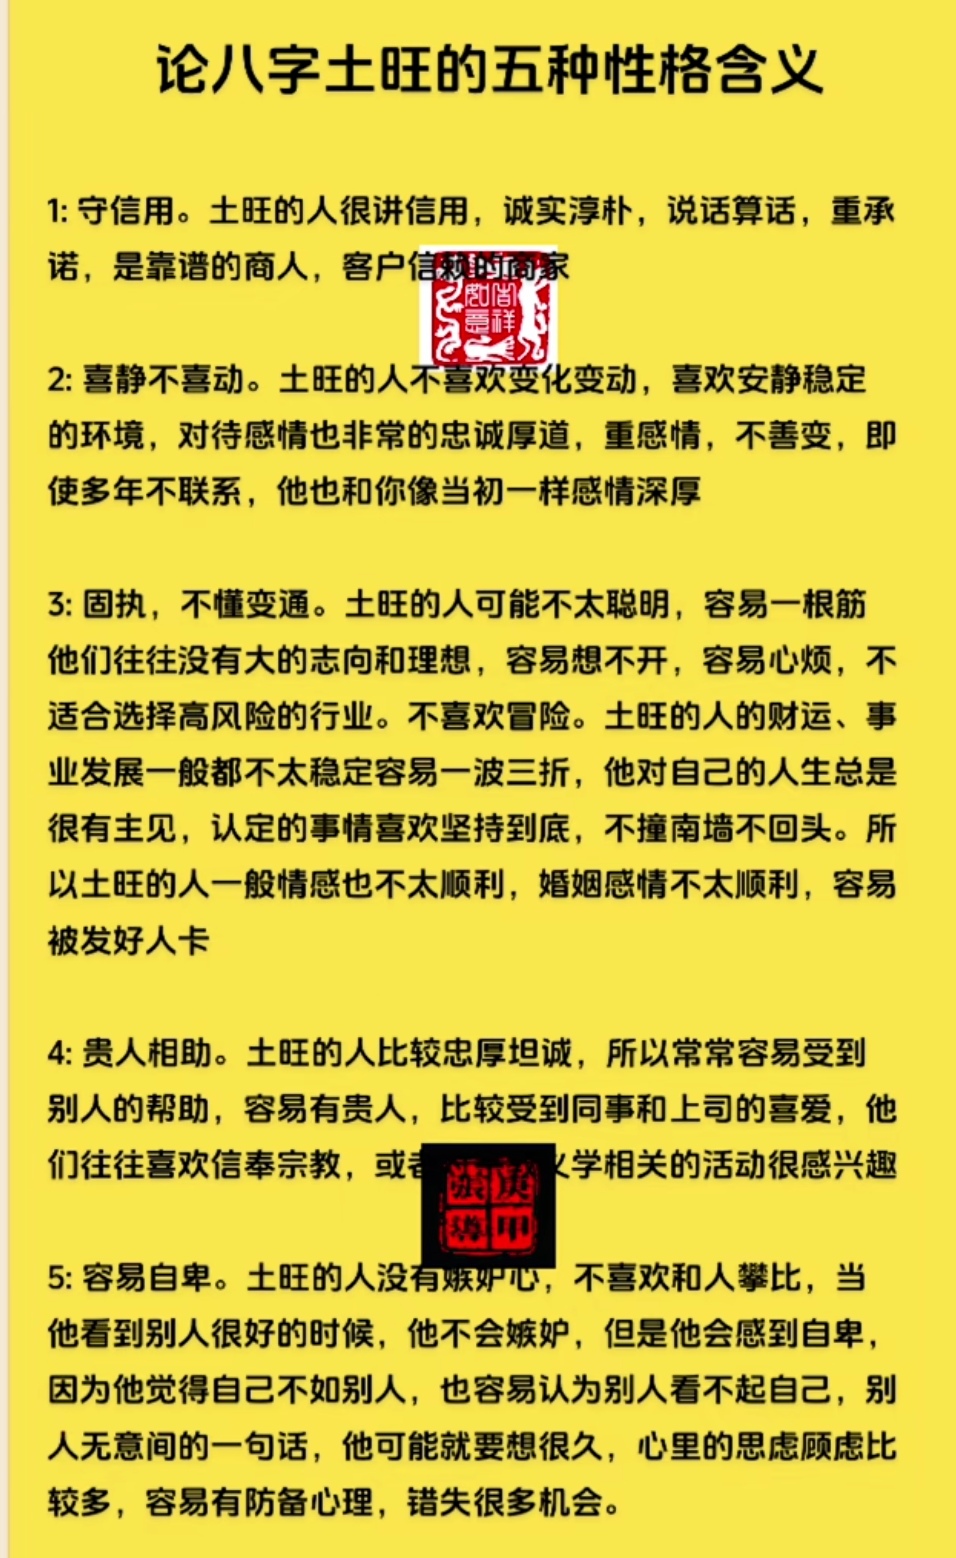 论八字土旺的五种性格含义
1: 守信用。土旺的人很讲信用，诚实淳朴，说话算话，重承
诺，是靠谱的商人，客户信赖的商家
如吉
意祥
2: 喜静不喜动。土旺的人不喜欢变化变动，喜欢安静稳定
的环境，对待感情也非常的忠诚厚道，重感情，不善变，即
使多年不联系，他也和你像当初一样感情深厚
3: 固执，不懂变通。土旺的人可能不太聪明，容易一根筋
他们往往没有大的志向和理想，容易想不开，容易心烦，不
适合选择高风险的行业。不喜欢冒险。土旺的人的财运、事
业发展一般都不太稳定容易一波三折，他对自己的人生总是
很有主见，认定的事情喜欢坚持到底，不撞南墙不回头。所
以土旺的人一般情感也不太顺利，婚姻感情不太顺利，容易
被发好人卡
4: 贵人相助。土旺的人比较忠厚坦诚，所以常常容易受到
别人的帮助，容易有贵人，比较受到同事和上司的喜爱，他
们往往喜欢信奉宗教，或学相关的活动很感兴趣
5: 容易自卑。土旺的人没有嫉妒心，不喜欢和人攀比，当
他看到别人很好的时候，他不会嫉妒，但是他会感到自卑，
因为他觉得自己不如别人，也容易认为别人看不起自己，别
人无意间的一句话，他可能就要想很久，心里的思虑顾虑比
较多，容易有防备心理，错失很多机会。